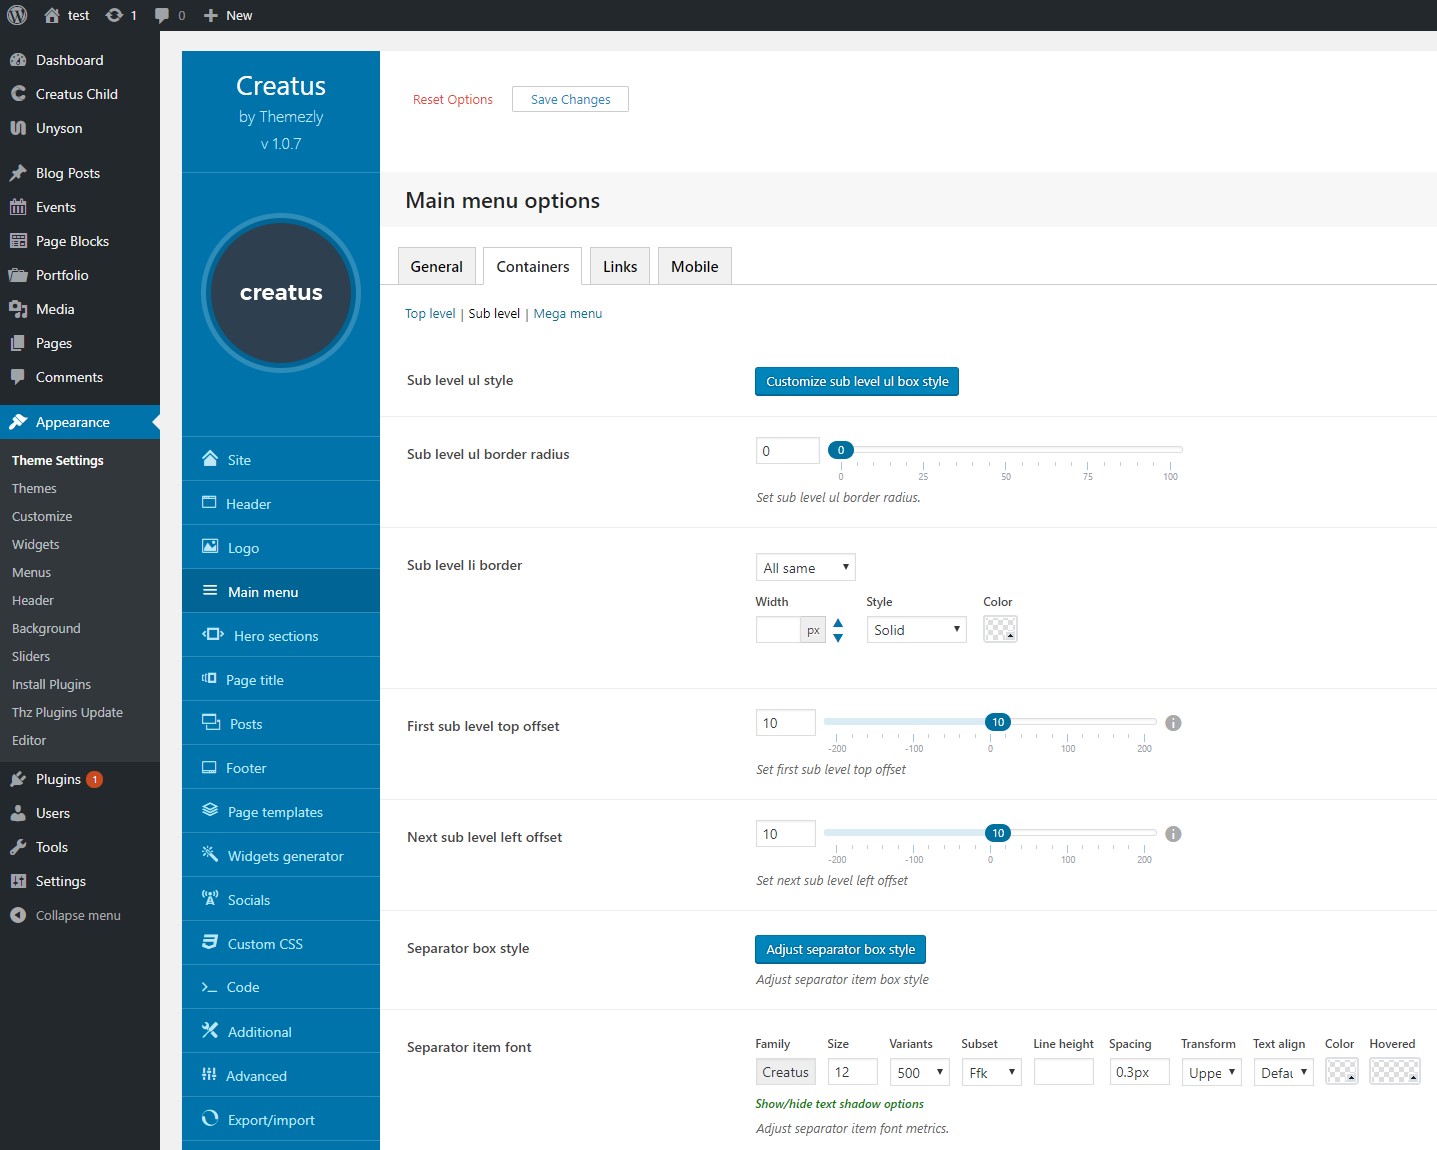 test 1 0 New
Dashboard
Creatus Child
Unyson
Blog Posts
Events
Page Blocks
Portfolio
Media
Pages
Comments
Appearance
Theme Settings
Themes
Customize
Widgets
Menus
Header
Background
Sliders
Install Plugins
Thz Plugins Update
Editor
Plugins 1
Users
Tools
Settings
Collapse menu
Creatus
by Themezly
v 1.0.7
creatus
Site
Header
Logo
Main menu
Hero sections
Page title
Posts
Footer
Page templates
Widgets generator
Socials
Custom CSS
Code
Additional
Advanced
Export/import
Reset Options Save Changes
Main menu options
General Containers Links Mobile
Top level | Sub level | Mega menu
Sub level ul style Customize sub level ul box style
Sub level ul border radius 0 0
0 25 50 75 100
Set sub level ul border radius.
Sub level li border All same
Width Style Color
px Solid
First sub level top offset 10 10
-200 -100 0 100 200
Set first sub level top offset
Next sub level left offset 10 10
-200 -100 0 100 200
Set next sub level left offset
Separator box style Adjust separator box style
Adjust separator item box style
Separator item font
Family Size Variants Subset Line height Spacing Transform Text align Color Hovered
Creatus 12 500 Ffk 0.3px Uppe Defau
Show/hide text shadow options
Adjust separator item font metrics.